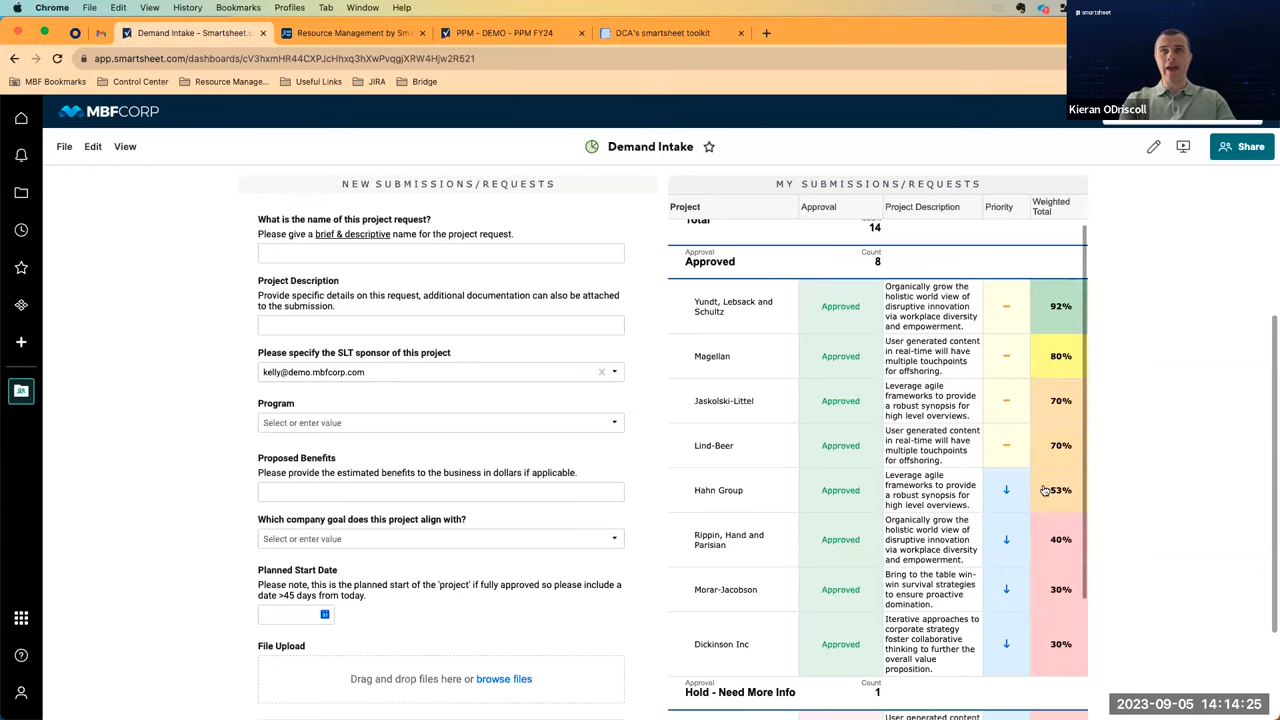 Chrome File Edit View History Bookmarks Profiles Tab Window Help
Demand Intake - Smartsheet.c
Resource Management by Sm
PPM - DEMO - PPM FY24
DCA's smartsheet toolkit
app.smartsheet.com/dashboards/cV3hxmHR44CXPJcHhxq3hXwPvqgjXRW4Hjw2R521
MBF Bookmarks
Control Center
Resource Manage...
Useful Links
JIRA
Bridge
smartsheet
Kieran ODriscoll
MBFCORP
File Edit View
Demand Intake
Share
NEW SUBMISSIONS/REQUESTS
What is the name of this project request?
Please give a brief & descriptive name for the project request.
Project Description
Provide specific details on this request, additional documentation can also be attached
to the submission.
Please specify the SLT sponsor of this project
kelly@demo.mbfcorp.com
Program
Select or enter value
Proposed Benefits
Please provide the estimated benefits to the business in dollars if applicable.
Which company goal does this project align with?
Select or enter value
Planned Start Date
Please note, this is the planned start of the 'project' if fully approved so please include a
date >45 days from today.
File Upload
Drag and drop files here or browse files
MY SUBMISSIONS/REQUESTS
Project
Approval
Project Description
Priority
Weighted
Total
Total
Count
14
Approval
Approved
Count
8
Yundt, Lebsack and
Schultz
Approved
Organically grow the
holistic world view of
disruptive innovation
via workplace diversity
and empowerment.
92%
Magellan
Approved
User generated content
in real-time will have
multiple touchpoints
for offshoring.
80%
Jaskolski-Littel
Approved
Leverage agile
frameworks to provide
a robust synopsis for
high level overviews.
70%
Lind-Beer
Approved
User generated content
in real-time will have
multiple touchpoints
for offshoring.
70%
Hahn Group
Approved
Leverage agile
frameworks to provide
a robust synopsis for
high level overviews.
53%
Rippin, Hand and
Parisian
Approved
Organically grow the
holistic world view of
disruptive innovation
via workplace diversity
and empowerment.
40%
Morar-Jacobson
Approved
Bring to the table win-
win survival strategies
to ensure proactive
domination.
30%
Dickinson Inc
Approved
Iterative approaches to
corporate strategy
foster collaborative
thinking to further the
overall value
proposition.
30%
Approval
Hold - Need More Info
Count
1
User generated content
2023-09-05 14:14:25